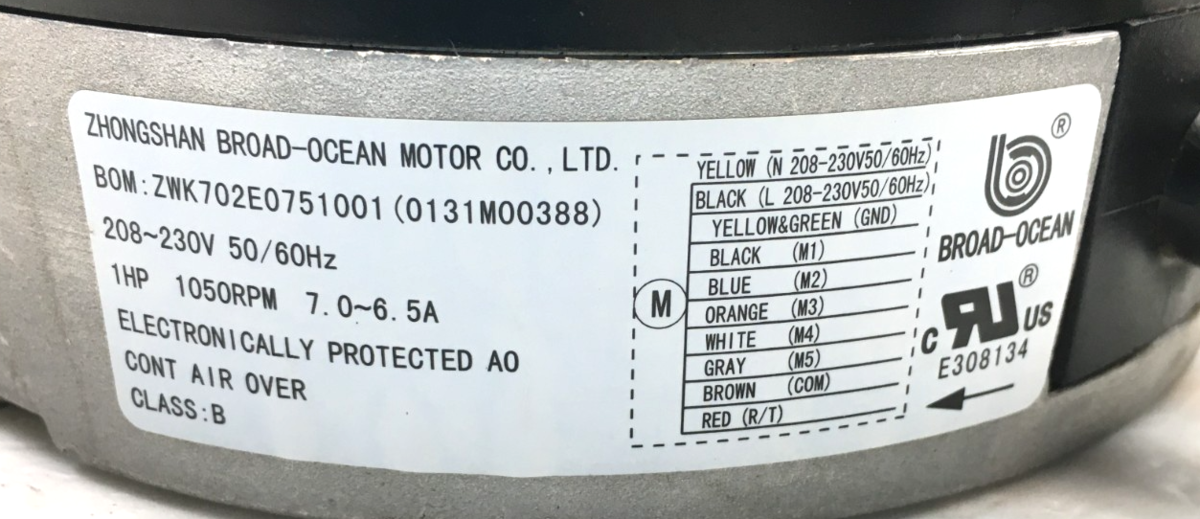 ZHONGSHAN BROAD-OCEAN MOTOR CO., LTD.
BOM:ZWK702E0751001(0131M00388)
208~230V 50/60Hz
1HP 1050RPM 7.0~6.5A
ELECTRONICALLY PROTECTED AO
CONT AIR OVER
CLASS:B
M
YELLOW (N 208-230V50/60Hz)
BLACK (L 208-230V50/60Hz)
YELLOW&GREEN (GND)
BLACK (M1)
BLUE (M2)
ORANGE (M3)
WHITE (M4)
GRAY (M5)
BROWN (COM)
RED (R/T)
b ®
BROAD-OCEAN
c RU US ®
E308134